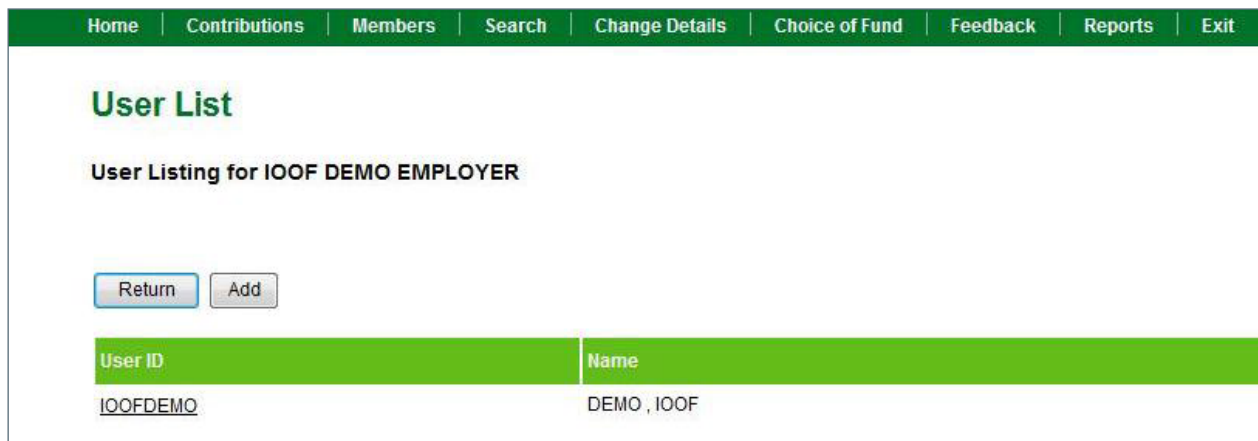 Home Contributions Members Search Change Details Choice of Fund Feedback Reports Exit
User List
User Listing for IOOF DEMO EMPLOYER
Return Add
User ID Name
IOOFDEMO DEMO , IOOF